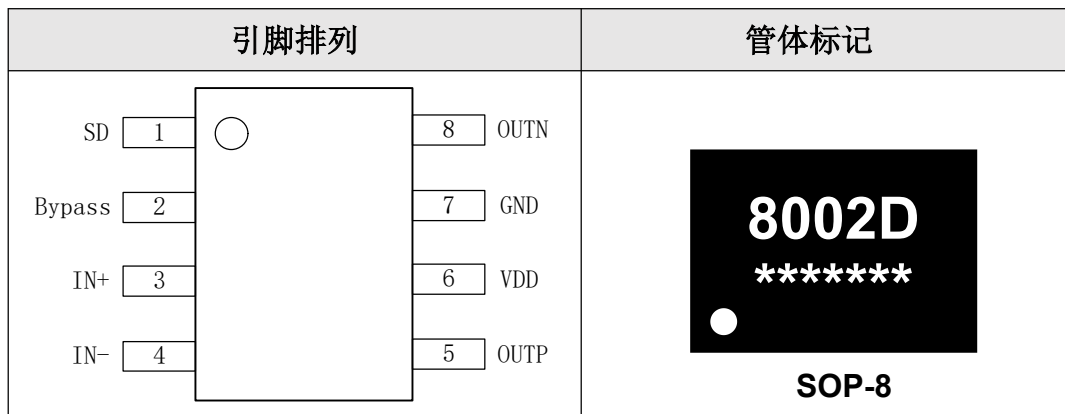 引脚排列
管体标记
SD 1 8 OUTN
Bypass 2 7 GND
IN+ 3 6 VDD
IN- 4 5 OUTP
8002D
*******
SOP-8